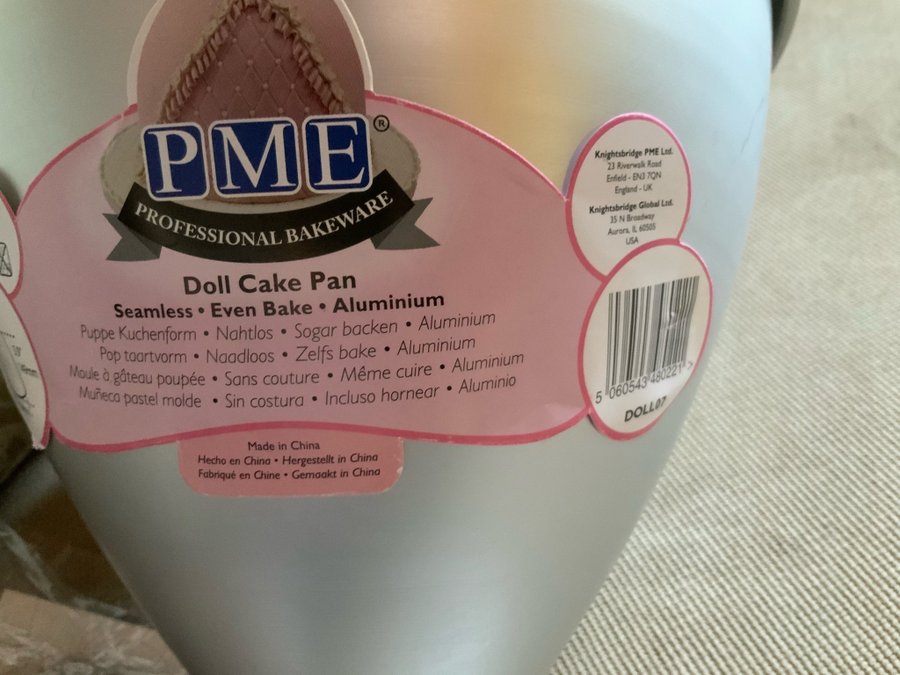 PME®
PROFESSIONAL BAKEWARE
Doll Cake Pan
Seamless • Even Bake • Aluminium
Puppe Kuchenform • Nahtlos • Sogar backen • Aluminium
Pop taartvorm • Naadloos • Zelfs bake • Aluminium
Moule à gâteau poupée • Sans couture • Même cuire • Aluminium
Muñeca pastel molde • Sin costura • Incluso hornear • Aluminio
Made in China
Hecho en China • Hergestellt in China
Fabriqué en Chine • Gemaakt in China
Knightsbridge PME Ltd.
23 Riverwalk Road
Enfield - EN3 7QN
England - UK
Knightsbridge Global Ltd.
35 N Broadway
Aurora, IL 60505
USA
5 060543 480221 >
DOLL07